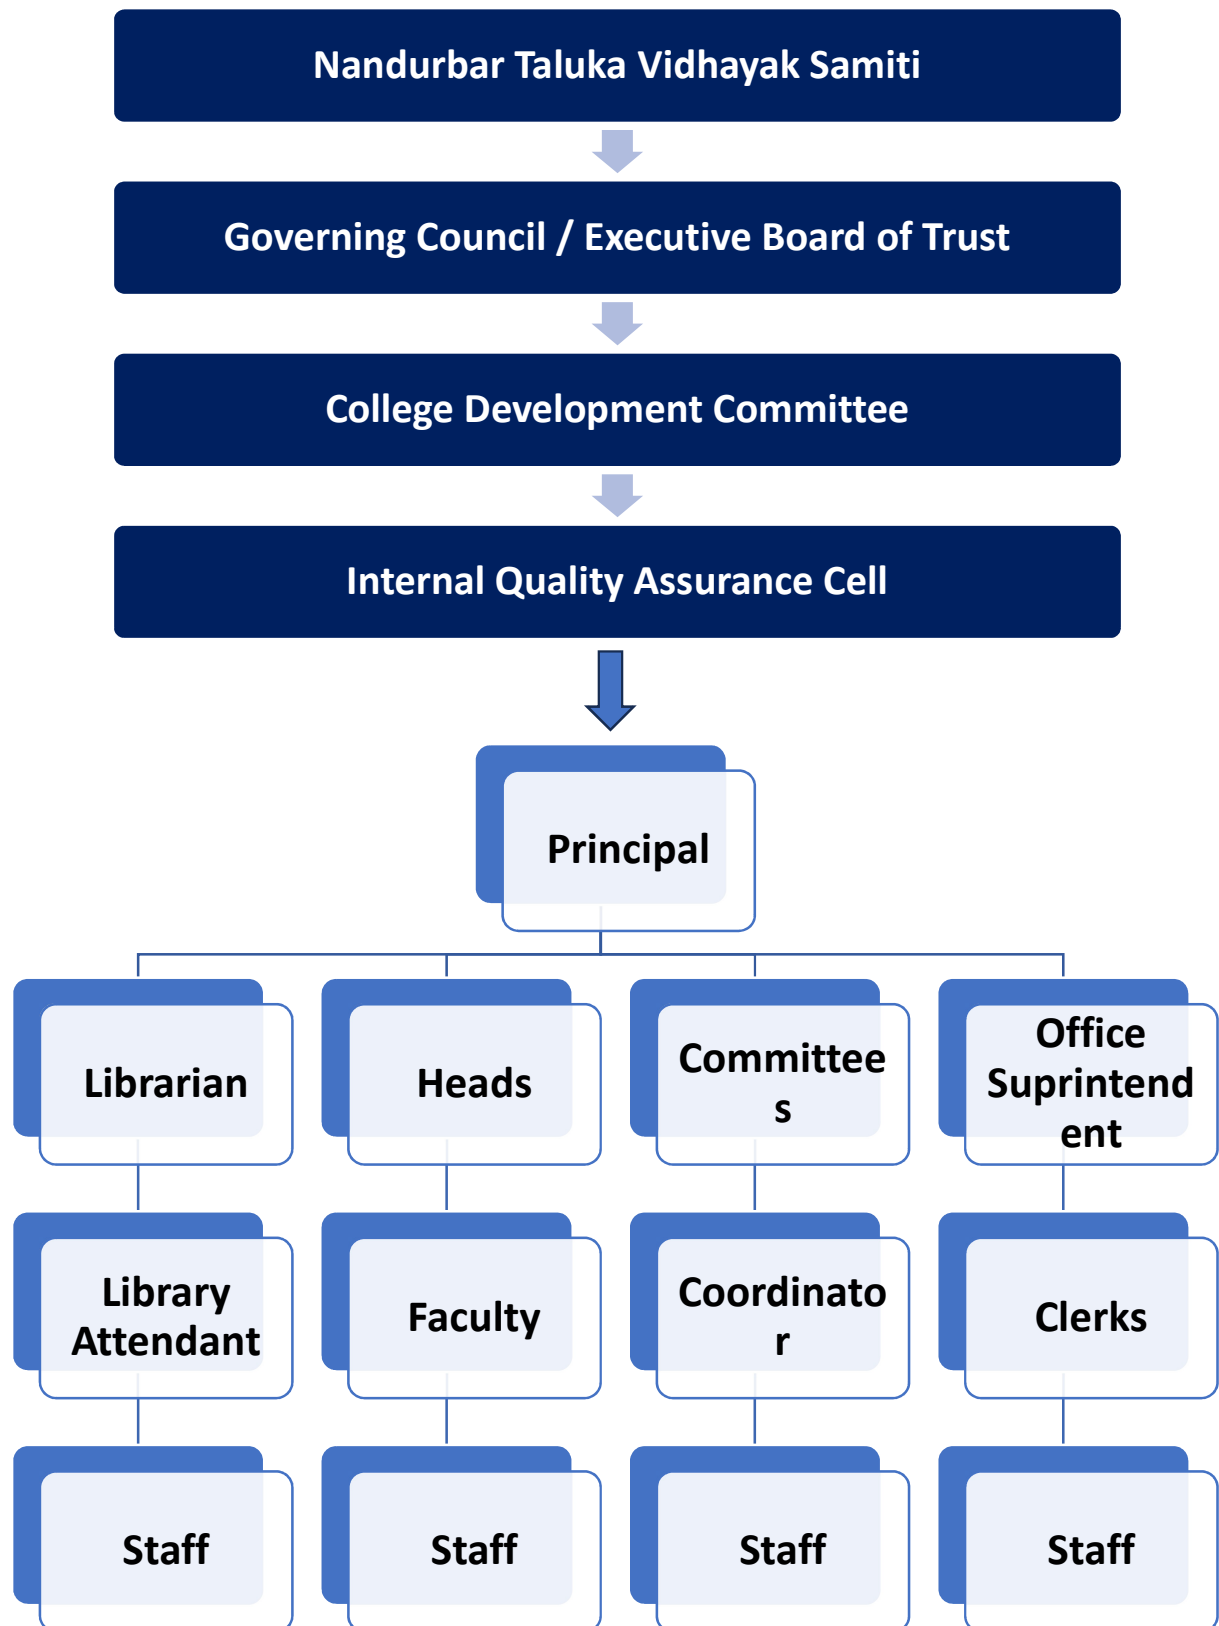 Nandurbar Taluka Vidhayak Samiti
Governing Council / Executive Board of Trust
College Development Committee
Internal Quality Assurance Cell
Principal
Librarian
Heads
Committee
s
Office
Suprintend
ent
Library
Attendant
Faculty
Coordinato
r
Clerks
Staff
Staff
Staff
Staff